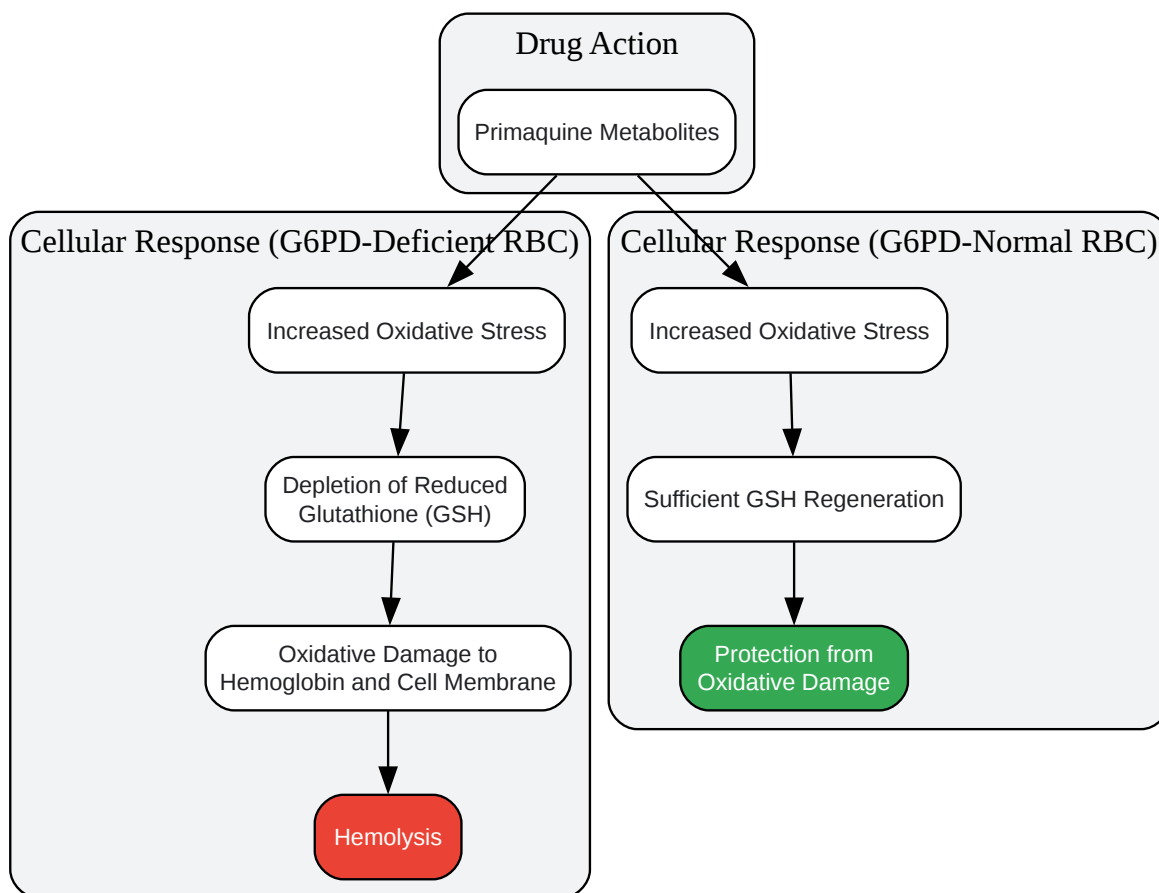 Drug Action
Primaquine Metabolites
Cellular Response (G6PD-Deficient RBC)
Increased Oxidative Stress
Depletion of Reduced
Glutathione (GSH)
Oxidative Damage to
Hemoglobin and Cell Membrane
Hemolysis
Cellular Response (G6PD-Normal RBC)
Increased Oxidative Stress
Sufficient GSH Regeneration
Protection from
Oxidative Damage